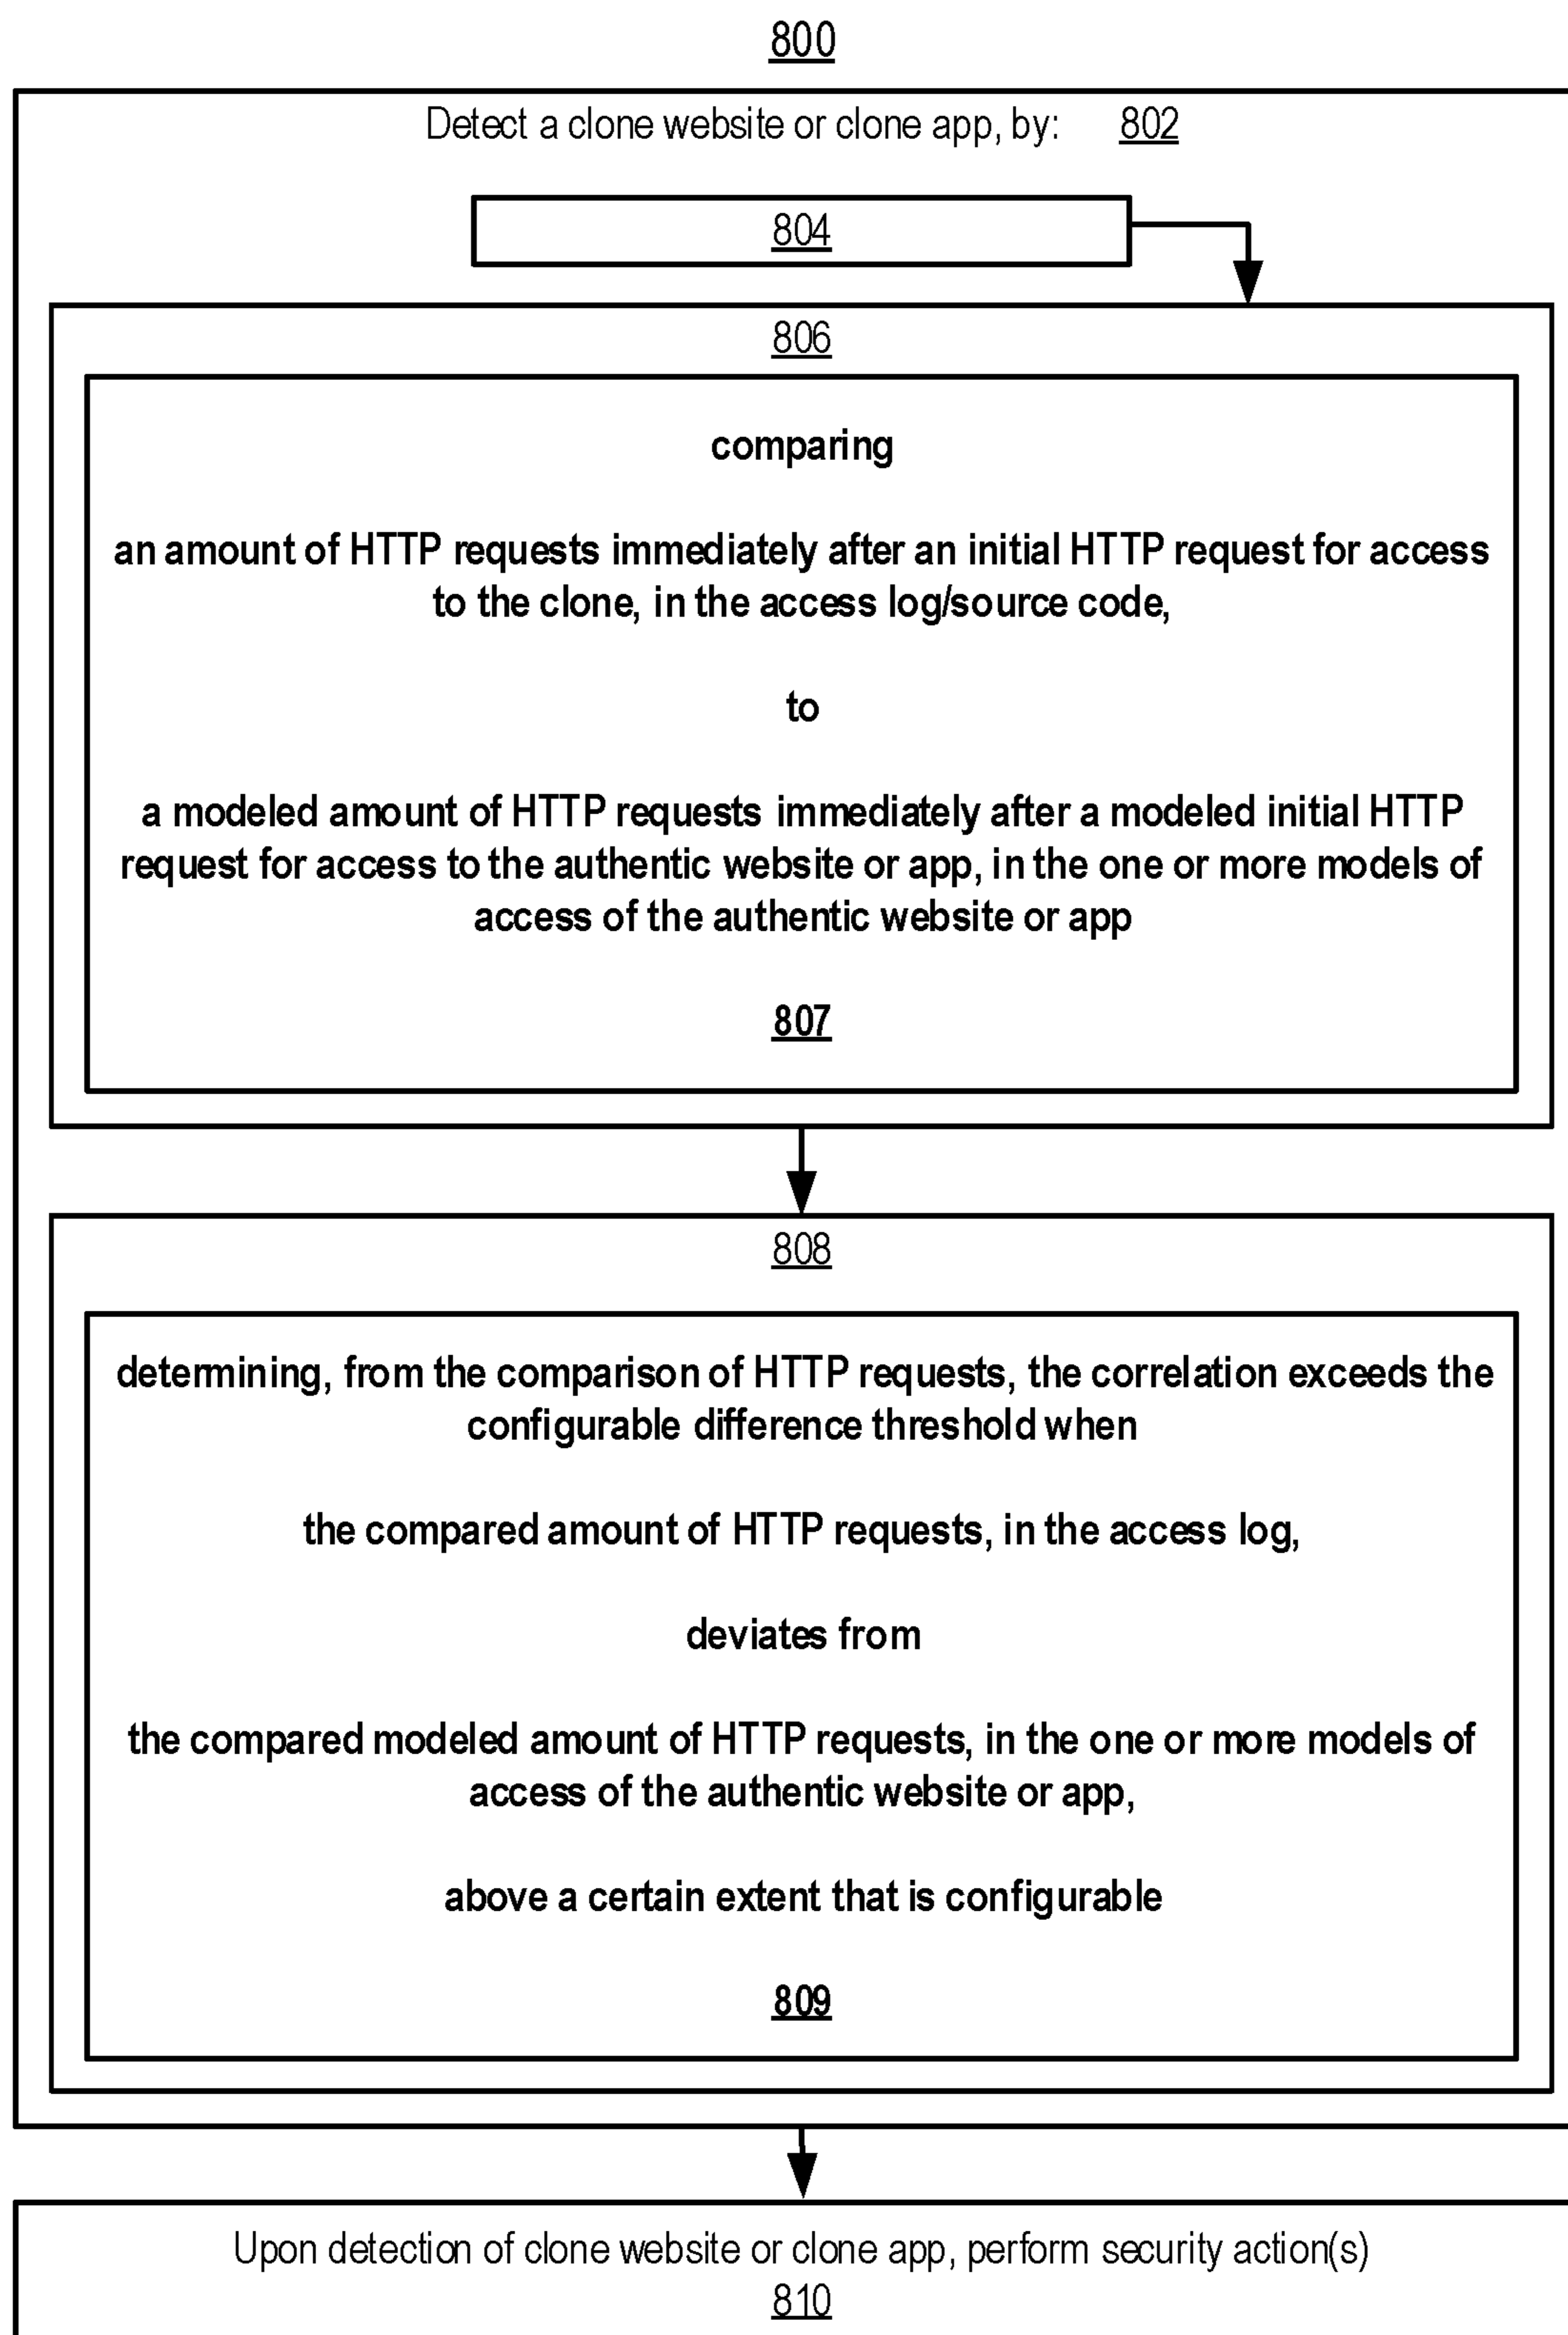 800
Detect a clone website or clone app, by: 802
804
806
comparing
an amount of HTTP requests immediately after an initial HTTP request for access
to the clone, in the access log/source code,
to
a modeled amount of HTTP requests immediately after a modeled initial HTTP
request for access to the authentic website or app, in the one or more models of
access of the authentic website or app
807
808
determining, from the comparison of HTTP requests, the correlation exceeds the
configurable difference threshold when
the compared amount of HTTP requests, in the access log,
deviates from
the compared modeled amount of HTTP requests, in the one or more models of
access of the authentic website or app,
above a certain extent that is configurable
809
Upon detection of clone website or clone app, perform security action(s)
810